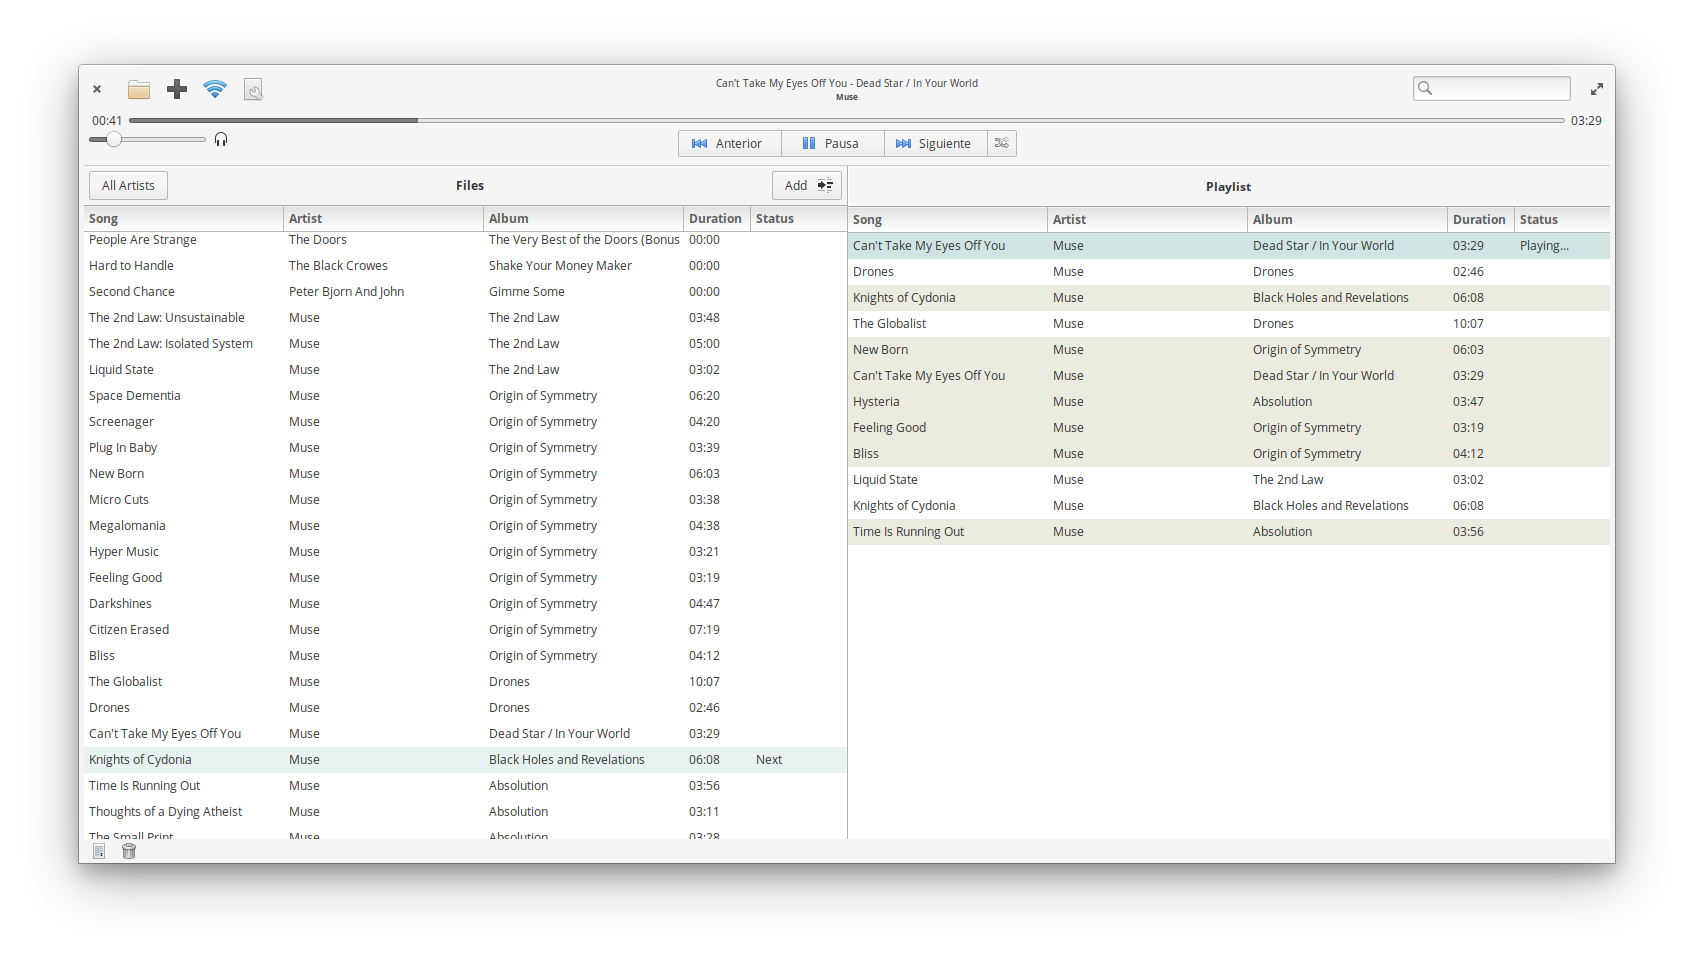 Can't Take My Eyes Off You - Dead Star / In Your World
Muse
00:41 03:29
Anterior Pausa Siguiente
All Artists Files Add
Song Artist Album Duration Status
People Are Strange The Doors The Very Best of the Doors (Bonus 00:00
Hard to Handle The Black Crowes Shake Your Money Maker 00:00
Second Chance Peter Bjorn And John Gimme Some 00:00
The 2nd Law: Unsustainable Muse The 2nd Law 03:48
The 2nd Law: Isolated System Muse The 2nd Law 05:00
Liquid State Muse The 2nd Law 03:02
Space Dementia Muse Origin of Symmetry 06:20
Screenager Muse Origin of Symmetry 04:20
Plug In Baby Muse Origin of Symmetry 03:39
New Born Muse Origin of Symmetry 06:03
Micro Cuts Muse Origin of Symmetry 03:38
Megalomania Muse Origin of Symmetry 04:38
Hyper Music Muse Origin of Symmetry 03:21
Feeling Good Muse Origin of Symmetry 03:19
Darkshines Muse Origin of Symmetry 04:47
Citizen Erased Muse Origin of Symmetry 07:19
Bliss Muse Origin of Symmetry 04:12
The Globalist Muse Drones 10:07
Drones Muse Drones 02:46
Can't Take My Eyes Off You Muse Dead Star / In Your World 03:29
Knights of Cydonia Muse Black Holes and Revelations 06:08 Next
Time Is Running Out Muse Absolution 03:56
Thoughts of a Dying Atheist Muse Absolution 03:11
The Small Print Muse Absolution 03:28
Playlist
Song Artist Album Duration Status
Can't Take My Eyes Off You Muse Dead Star / In Your World 03:29 Playing...
Drones Muse Drones 02:46
Knights of Cydonia Muse Black Holes and Revelations 06:08
The Globalist Muse Drones 10:07
New Born Muse Origin of Symmetry 06:03
Can't Take My Eyes Off You Muse Dead Star / In Your World 03:29
Hysteria Muse Absolution 03:47
Feeling Good Muse Origin of Symmetry 03:19
Bliss Muse Origin of Symmetry 04:12
Liquid State Muse The 2nd Law 03:02
Knights of Cydonia Muse Black Holes and Revelations 06:08
Time Is Running Out Muse Absolution 03:56